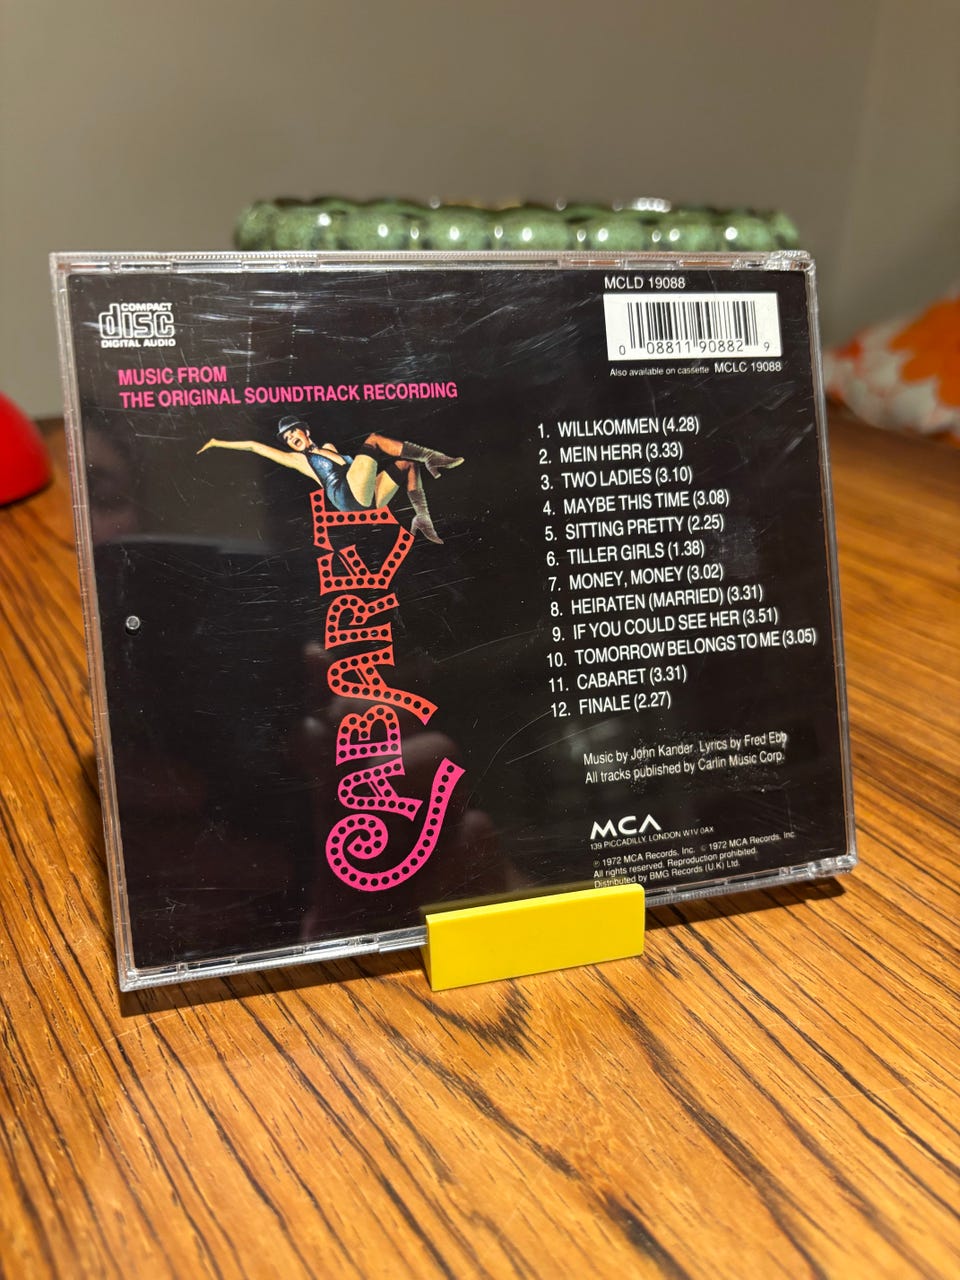 MCLD 19088
0 08811 90882 9
Also available on cassette MCLC 19088
COMPACT
disc
DIGITAL AUDIO
MUSIC FROM
THE ORIGINAL SOUNDTRACK RECORDING
CABARET
1. WILLKOMMEN (4.28)
2. MEIN HERR (3.33)
3. TWO LADIES (3.10)
4. MAYBE THIS TIME (3.08)
5. SITTING PRETTY (2.25)
6. TILLER GIRLS (1.38)
7. MONEY, MONEY (3.02)
8. HEIRATEN (MARRIED) (3.31)
9. IF YOU COULD SEE HER (3.51)
10. TOMORROW BELONGS TO ME (3.05)
11. CABARET (3.31)
12. FINALE (2.27)
Music by John Kander. Lyrics by Fred Ebb
All tracks published by Carlin Music Corp.
MCA
139 PICCADILLY, LONDON W1V 0AX
℗ 1972 MCA Records, Inc. © 1972 MCA Records, Inc.
All rights reserved. Reproduction prohibited.
Distributed by BMG Records (U.K) Ltd.